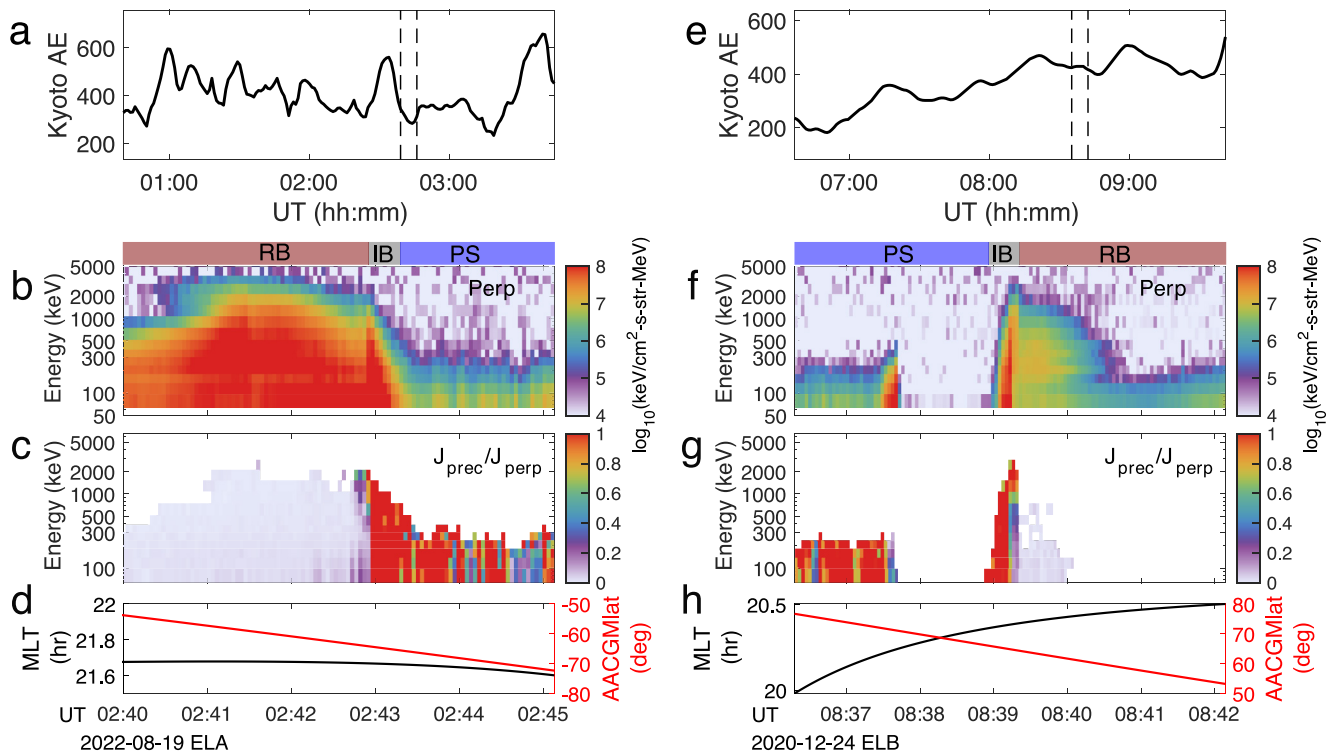 a
Kyoto AE
600
400
200
01:00 02:00 03:00
UT (hh:mm)
e
Kyoto AE
600
400
200
07:00 08:00 09:00
UT (hh:mm)
RB IB PS
b
Energy (keV)
5000
2000
1000
500
300
100
50
Perp
8
7
6
5
4
log10(keV/cm2-s-str-MeV)
PS IB RB
f
Energy (keV)
5000
2000
1000
500
300
100
50
Perp
8
7
6
5
4
log10(keV/cm2-s-str-MeV)
c
Energy (keV)
5000
2000
1000
500
300
100
Jprec/Jperp
1
0.8
0.6
0.4
0.2
0
g
Energy (keV)
5000
2000
1000
500
300
100
Jprec/Jperp
1
0.8
0.6
0.4
0.2
0
d
MLT
(hr)
22
21.8
21.6
-50
-60
-70
-80
AACGMlat
(deg)
UT 02:40 02:41 02:42 02:43 02:44 02:45
2022-08-19 ELA
h
MLT
(hr)
20.5
20
80
70
60
50
AACGMlat
(deg)
UT 08:37 08:38 08:39 08:40 08:41 08:42
2020-12-24 ELB